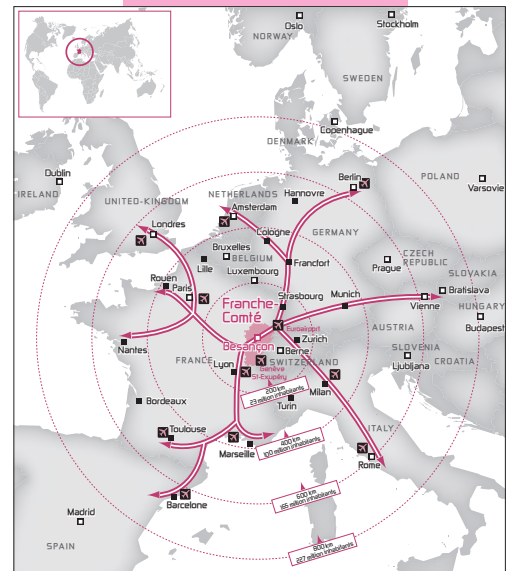 Oslo
Stockholm
NORWAY
SWEDEN
Copenhague
DENMARK
Dublin
IRELAND
Berlin
POLAND
Varsovie
UNITED-KINGDOM
NETHERLANDS
Hannovre
Amsterdam
Londres
Cologne
GERMANY
Bruxelles
BELGIUM
Lille
Francfort
Prague
CZECH
REPUBLIC
Luxembourg
SLOVAKIA
Rouen
Paris
Strasbourg
Munich
Bratislava
Vienne
Franche-
Comté
HUNGARY
Budapest
Euroairport
AUSTRIA
Nantes
Besançon
Zurich
Berne
SLOVENIA
FRANCE
SWITZERLAND
Ljubljana
CROATIA
Lyon
Genève
St-Exupéry
Milan
200 km
23 million inhabitants
Bordeaux
Turin
Toulouse
ITALY
400 km
100 million inhabitants
Marseille
Rome
600 km
165 million inhabitants
Barcelone
Madrid
SPAIN
800 km
227 million inhabitants